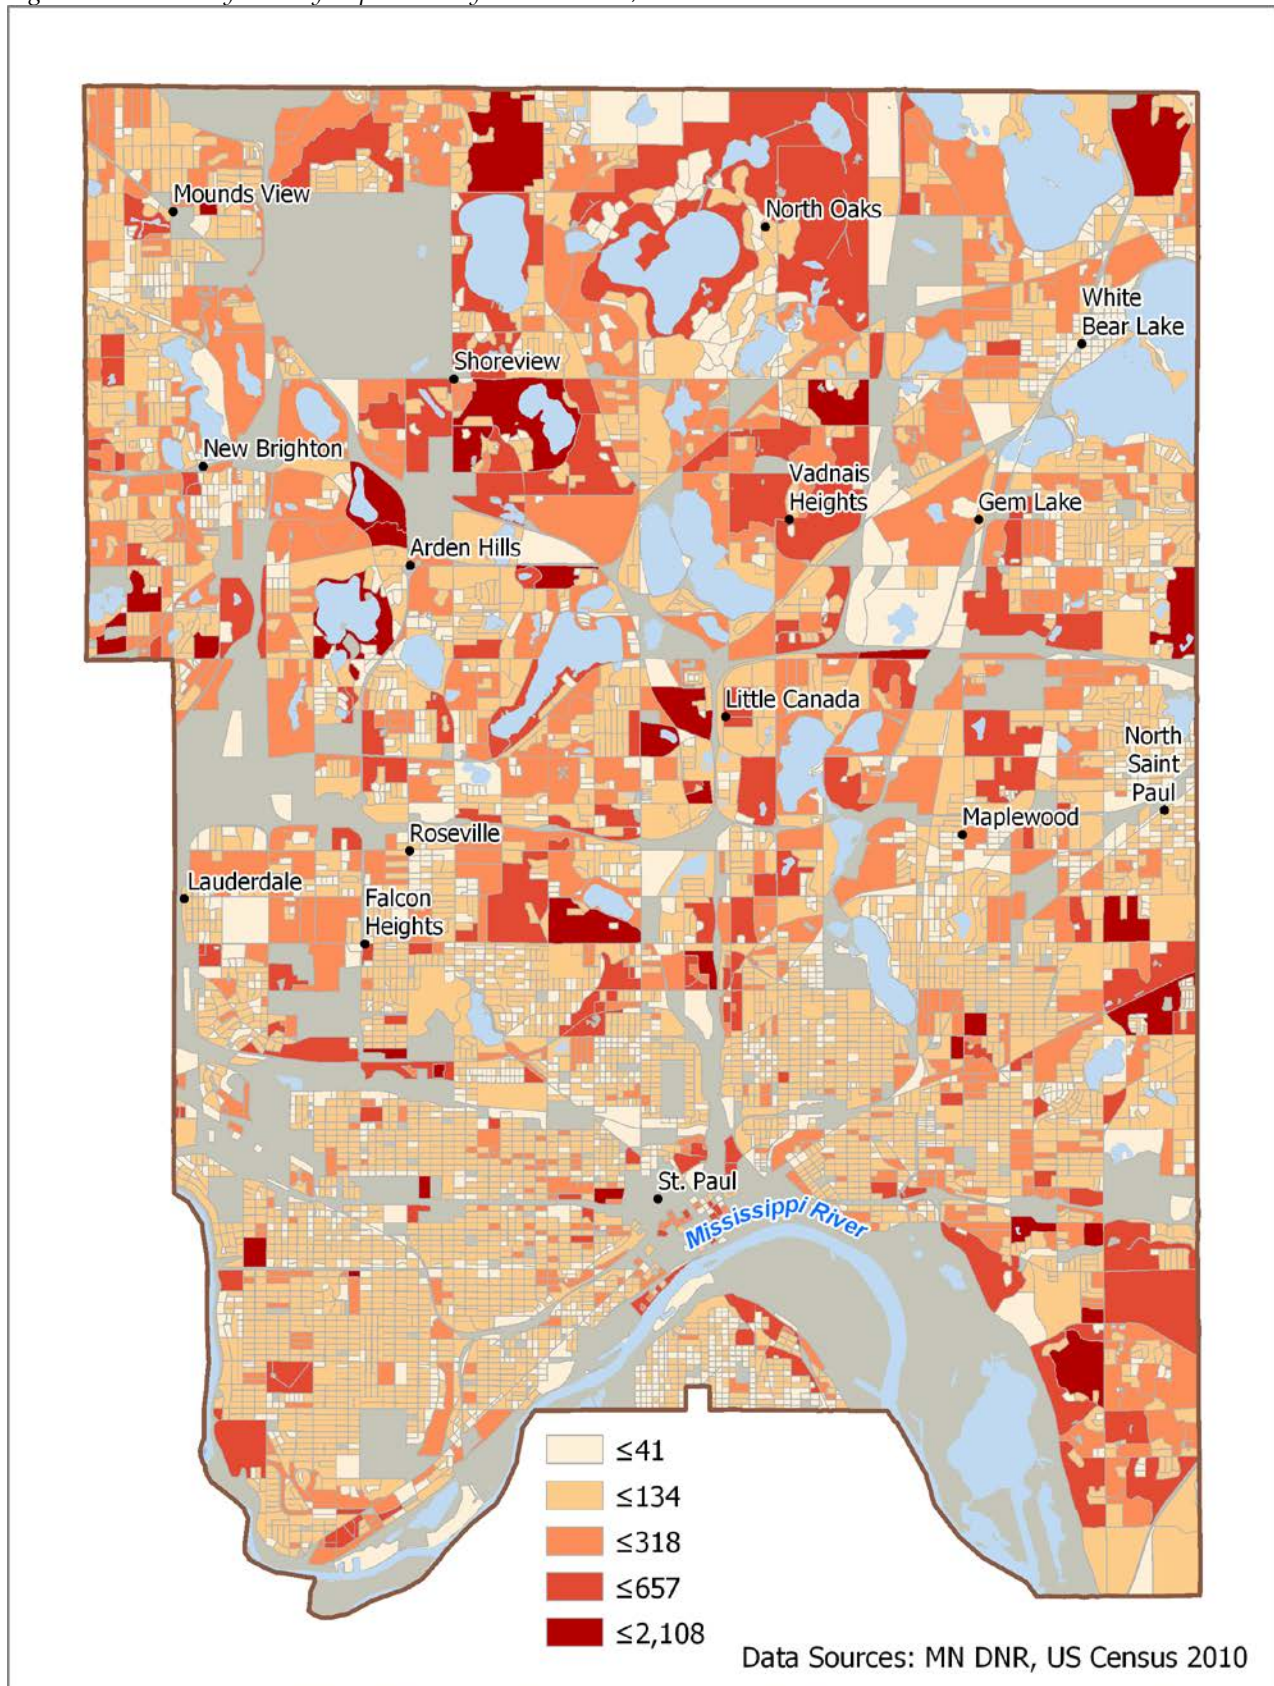 Mounds View
North Oaks
White
Bear Lake
Shoreview
New Brighton
Vadnais
Heights
Gem Lake
Arden Hills
Little Canada
North
Saint
Paul
Maplewood
Roseville
Lauderdale
Falcon
Heights
St. Paul
Mississippi River
≤41
≤134
≤318
≤657
≤2,108
Data Sources: MN DNR, US Census 2010